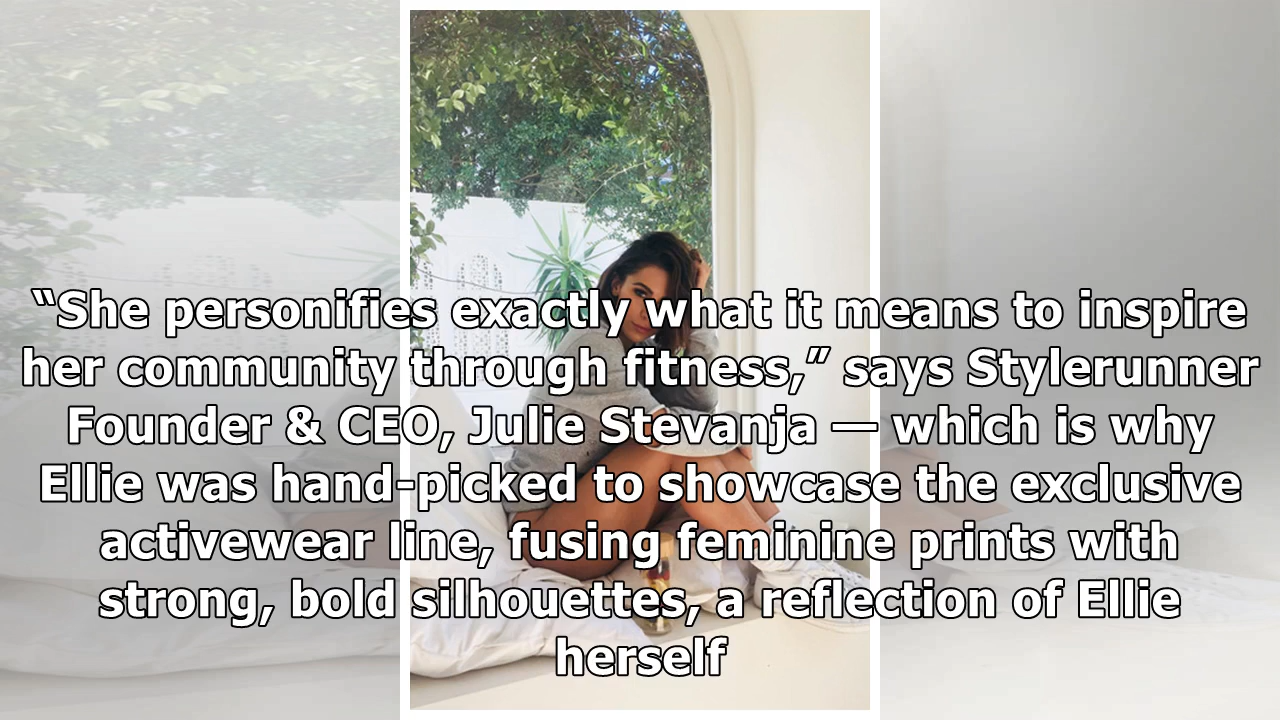 “She personifies exactly what it means to inspire
her community through fitness,” says Stylerunner
Founder & CEO, Julie Stevanja — which is why
Ellie was hand-picked to showcase the exclusive
activewear line, fusing feminine prints with
strong, bold silhouettes, a reflection of Ellie
herself